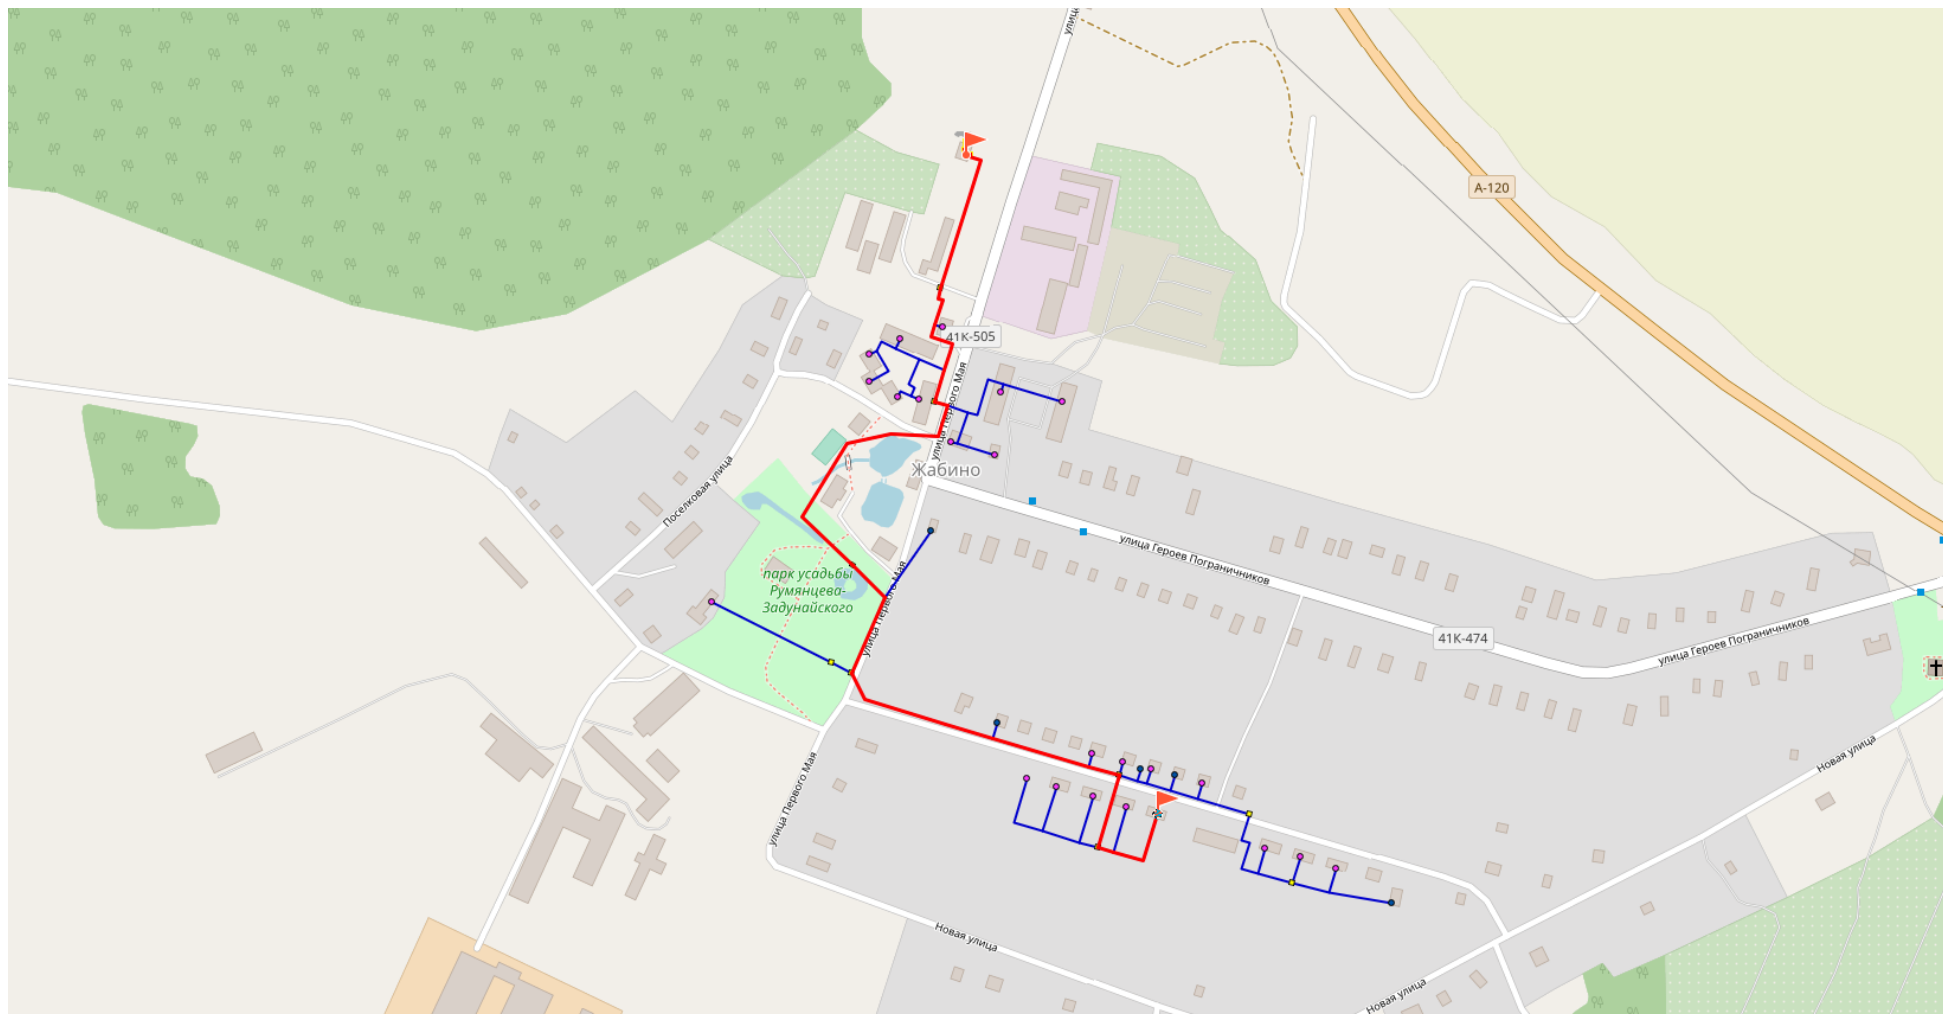 улица
А-120
41К-505
улица Первого Мая
Жабино
Поселковая улица
улица Героев Пограничников
парк усадьбы
Румянцева-
Задунайского
улица Первого Мая
41К-474
улица Героев Пограничников
улица Первого Мая
Новая улица
Новая улица
Новая улица